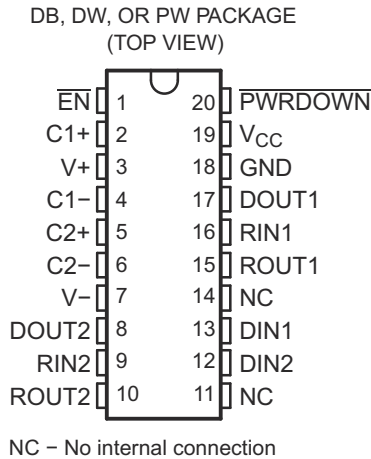 DB, DW, OR PW PACKAGE
(TOP VIEW)
EN 1 20 PWRDOWN
C1+ 2 19 VCC
V+ 3 18 GND
C1− 4 17 DOUT1
C2+ 5 16 RIN1
C2− 6 15 ROUT1
V− 7 14 NC
DOUT2 8 13 DIN1
RIN2 9 12 DIN2
ROUT2 10 11 NC
NC − No internal connection